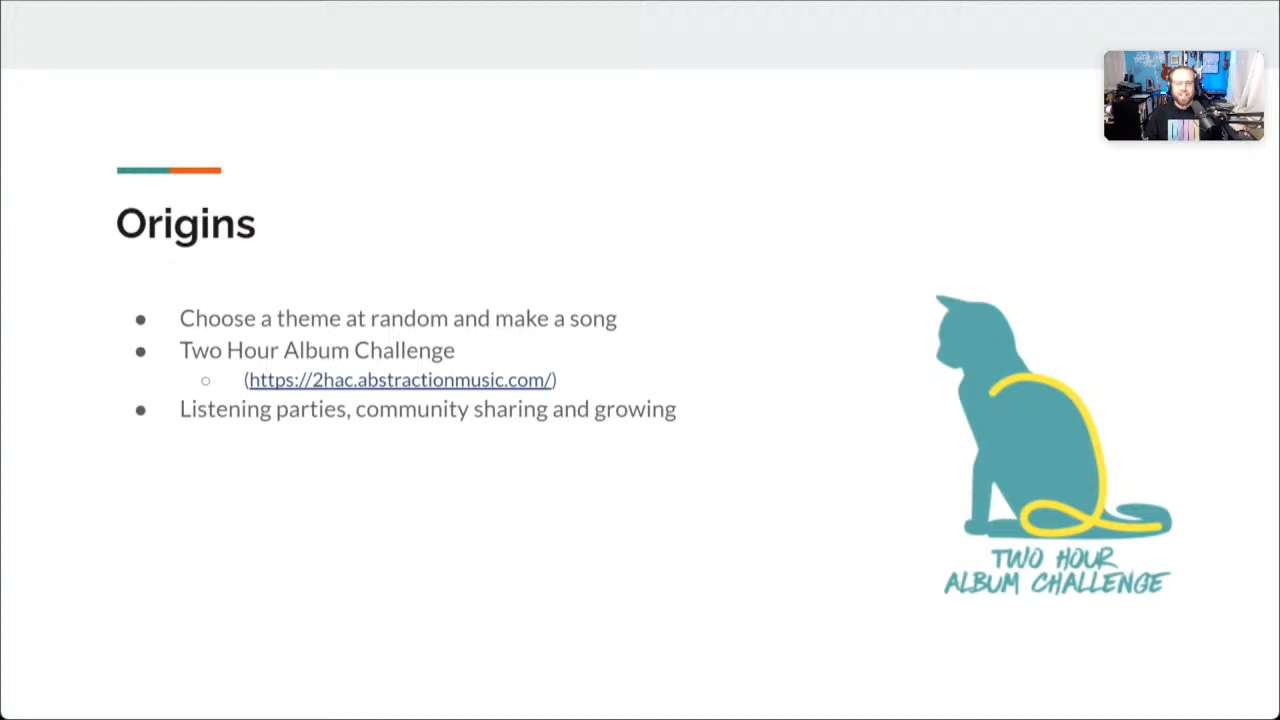 Origins
● Choose a theme at random and make a song
● Two Hour Album Challenge
○ (https://2hac.abstractionmusic.com/)
● Listening parties, community sharing and growing
TWO HOUR
ALBUM CHALLENGE